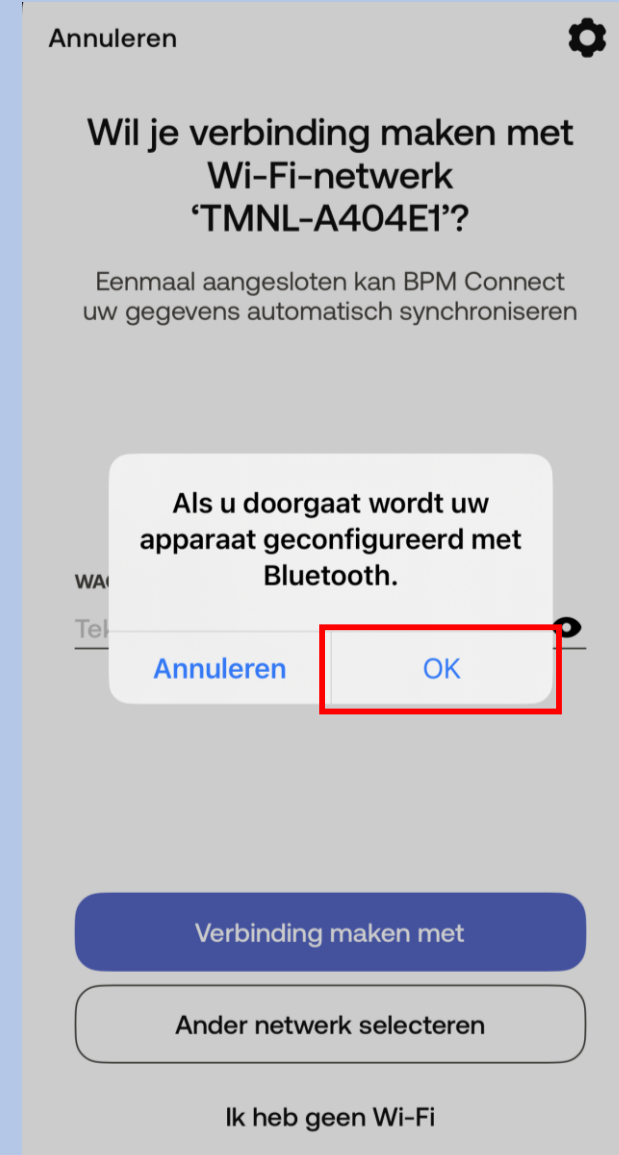 Annuleren
Wil je verbinding maken met
Wi-Fi-netwerk
‘TMNL-A404E1’?
Eenmaal aangesloten kan BPM Connect
uw gegevens automatisch synchroniseren
Als u doorgaat wordt uw
apparaat geconfigureerd met
Bluetooth.
Annuleren OK
Verbinding maken met
Ander netwerk selecteren
Ik heb geen Wi-Fi